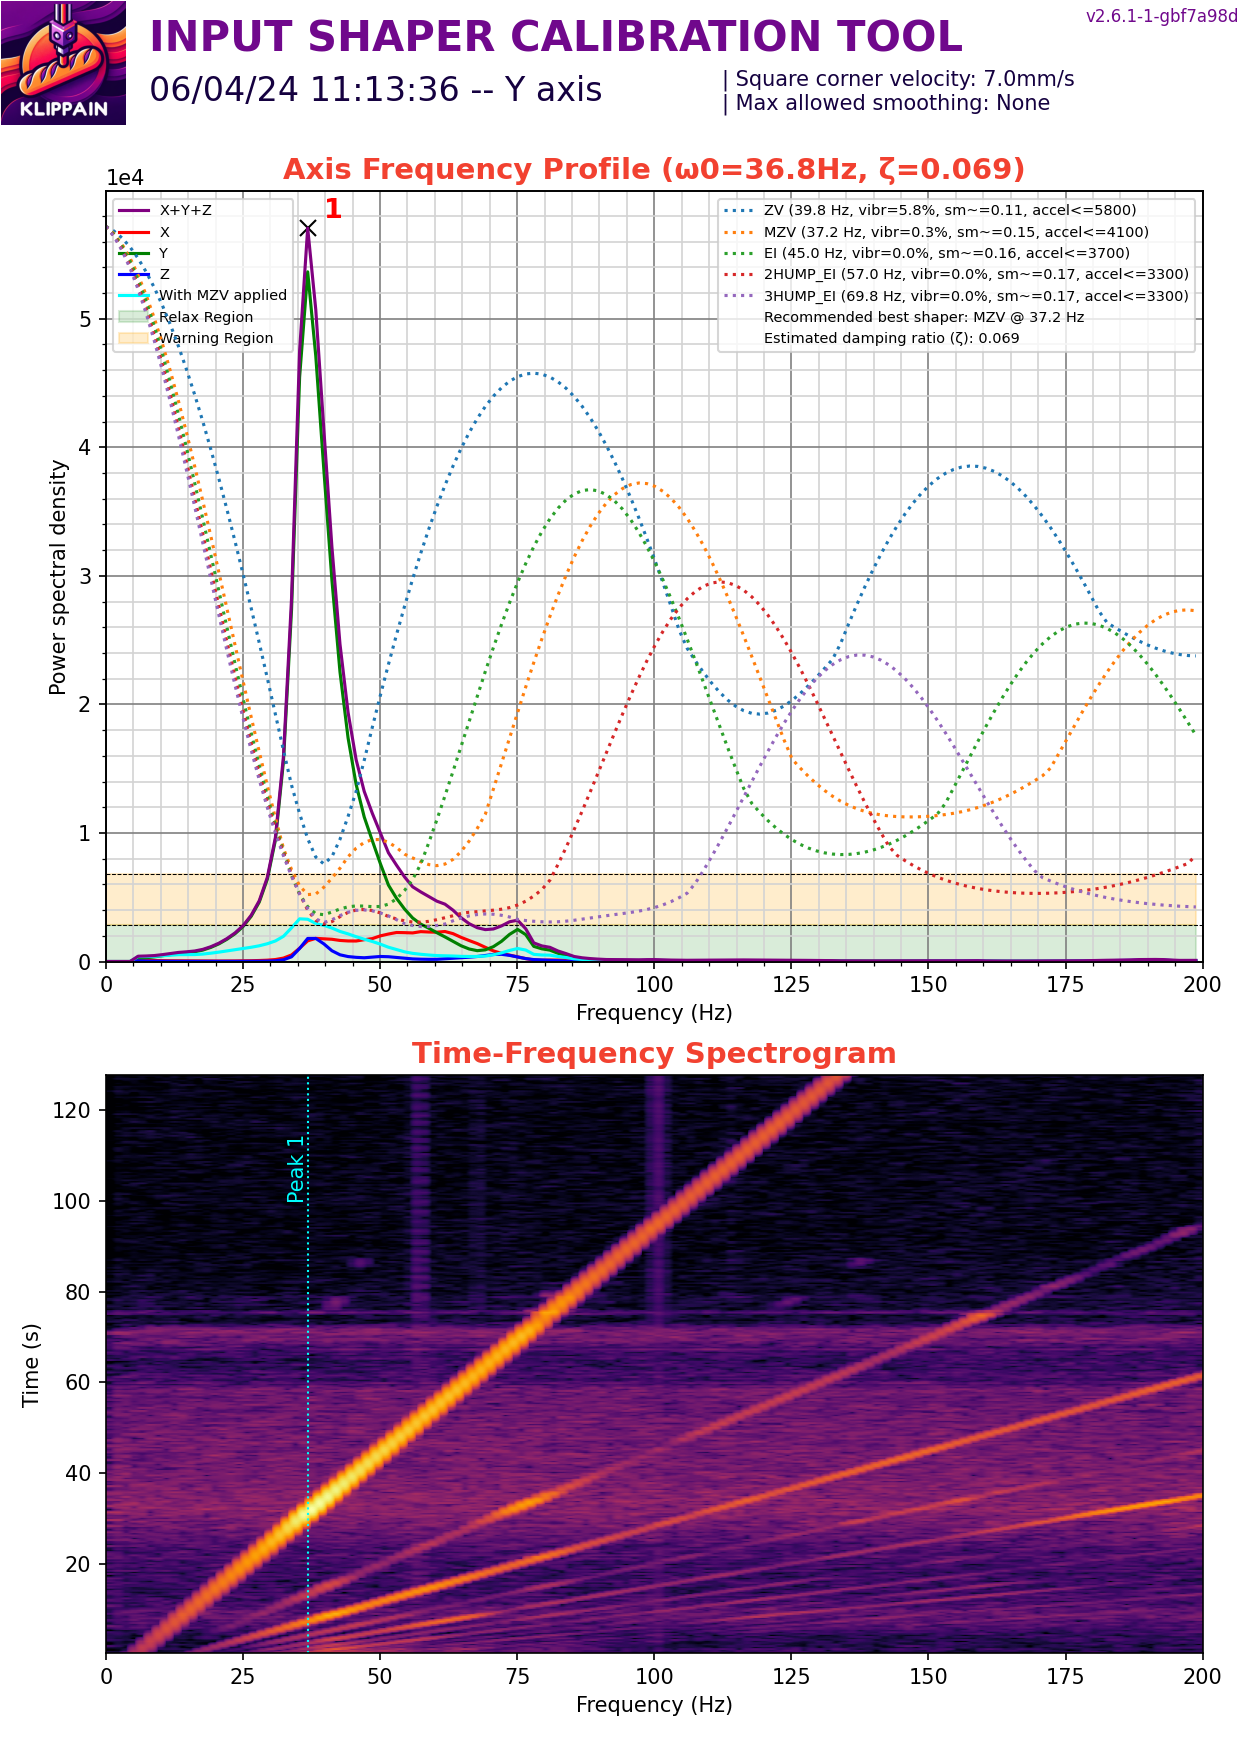 INPUT SHAPER CALIBRATION TOOL
v2.6.1-1-gbf7a98d
KLIPPAIN
06/04/24 11:13:36 -- Y axis
| Square corner velocity: 7.0mm/s
| Max allowed smoothing: None
Axis Frequency Profile (ω0=36.8Hz, ζ=0.069)
1e4
1
X+Y+Z
X
Y
Z
With MZV applied
Relax Region
Warning Region
ZV (39.8 Hz, vibr=5.8%, sm~=0.11, accel<=5800)
MZV (37.2 Hz, vibr=0.3%, sm~=0.15, accel<=4100)
EI (45.0 Hz, vibr=0.0%, sm~=0.16, accel<=3700)
2HUMP_EI (57.0 Hz, vibr=0.0%, sm~=0.17, accel<=3300)
3HUMP_EI (69.8 Hz, vibr=0.0%, sm~=0.17, accel<=3300)
Recommended best shaper: MZV @ 37.2 Hz
Estimated damping ratio (ζ): 0.069
Power spectral density
5
4
3
2
1
0
0 25 50 75 100 125 150 175 200
Frequency (Hz)
Time-Frequency Spectrogram
Time (s)
120
100
80
60
40
20
Peak 1
0 25 50 75 100 125 150 175 200
Frequency (Hz)